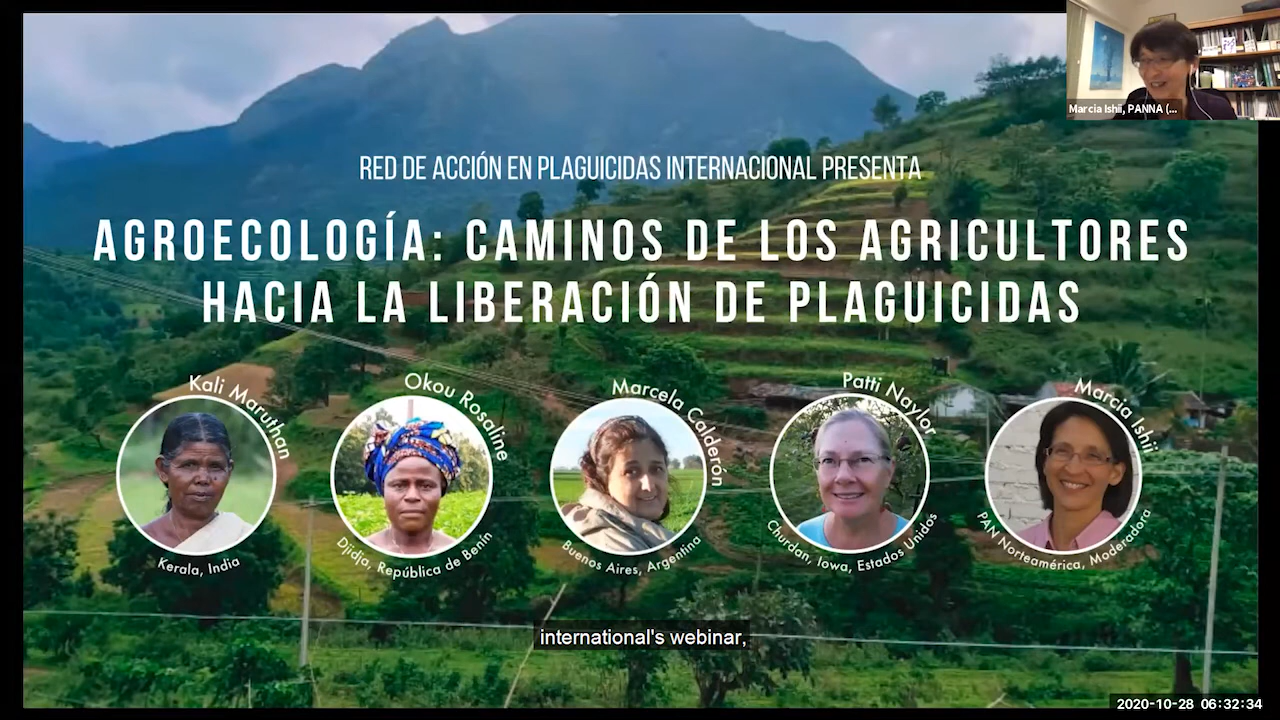 Marcia Ishii, PANNA (...
RED DE ACCIÓN EN PLAGUICIDAS INTERNACIONAL PRESENTA
AGROECOLOGÍA: CAMINOS DE LOS AGRICULTORES
HACIA LA LIBERACIÓN DE PLAGUICIDAS
Kali Maruthan
Kerala, India
Okou Rosaline
Djidja, República de Benín
Marcela Calderón
Buenos Aires, Argentina
Patti Naylor
Churdan, Iowa, Estados Unidos
Marcia Ishii
PAN Norteamérica, Moderadora
international's webinar,
2020-10-28 06:32:34